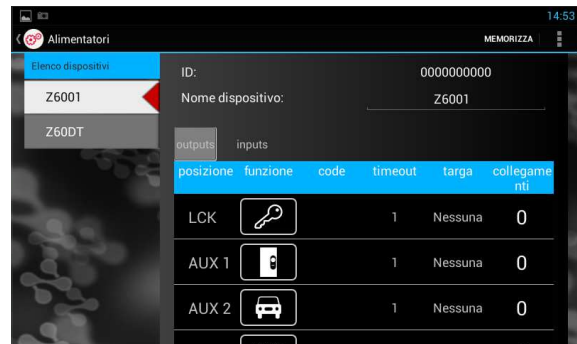 14:53
Alimentatori
MEMORIZZA
Elenco dispositivi
Z6001
Z60DT
ID: 0000000000
Nome dispositivo: Z6001
outputs inputs
posizione funzione code timeout targa collegame
nti
LCK 1 Nessuna 0
AUX 1 1 Nessuna 0
AUX 2 1 Nessuna 0